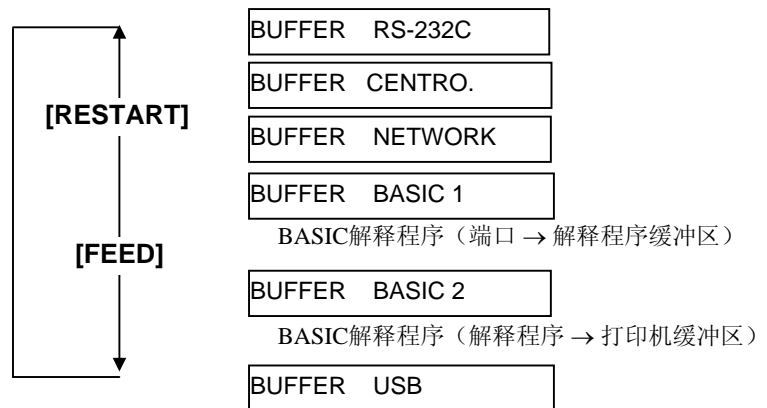 BUFFER RS-232C
BUFFER CENTRO.
[RESTART]
BUFFER NETWORK
BUFFER BASIC 1
BASIC解释程序（端口 → 解释程序缓冲区）
[FEED]
BUFFER BASIC 2
BASIC解释程序（解释程序 → 打印机缓冲区）
BUFFER USB